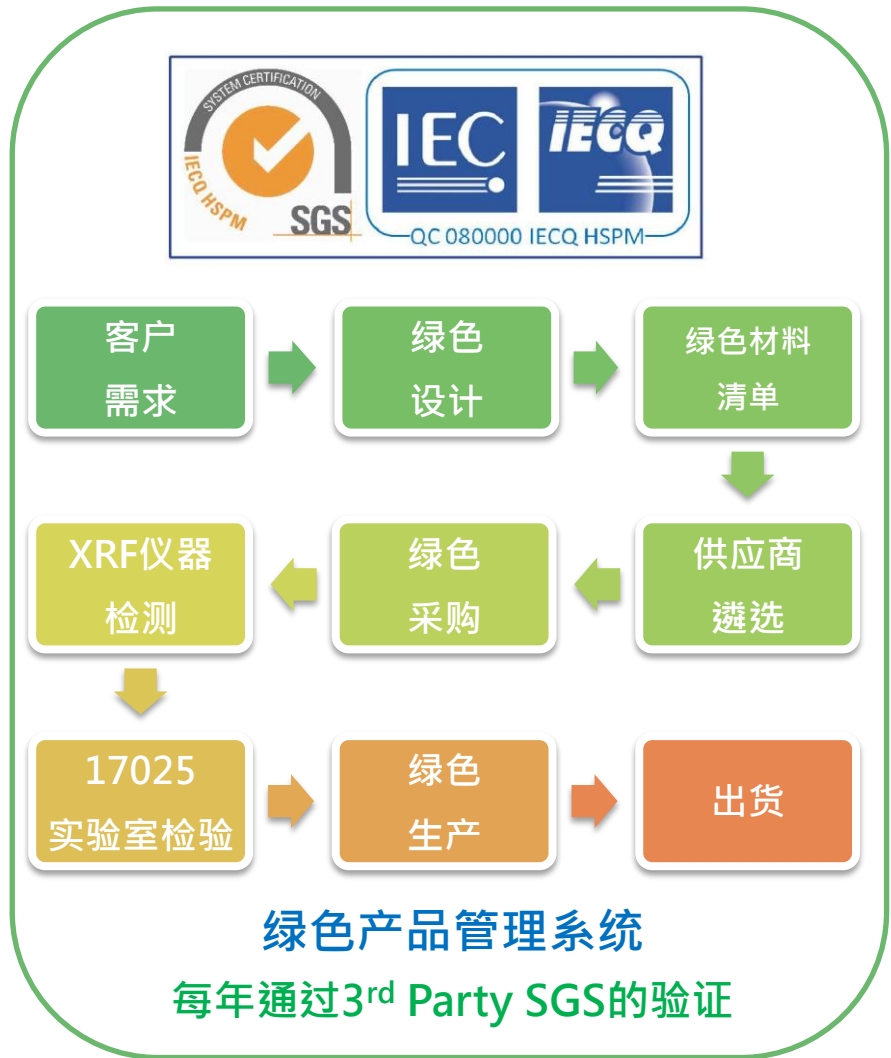 SYSTEM CERTIFICATION
IECQ HSPM
SGS
IEC
IECQ
QC 080000 IECQ HSPM
客户
需求
绿色
设计
绿色材料
清单
供应商
遴选
绿色
采购
XRF仪器
检测
17025
实验室检验
绿色
生产
出货
绿色产品管理系统
每年通过3rd Party SGS的验证